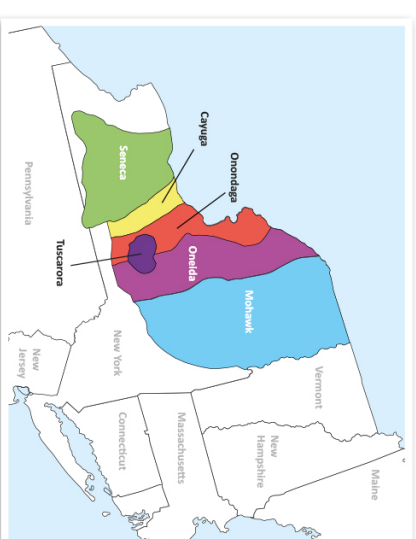 Seneca
Cayuga
Onondaga
Oneida
Mohawk
Tuscarora
Pennsylvania
New York
New
Jersey
Connecticut
Massachusetts
Vermont
New
Hampshire
Maine